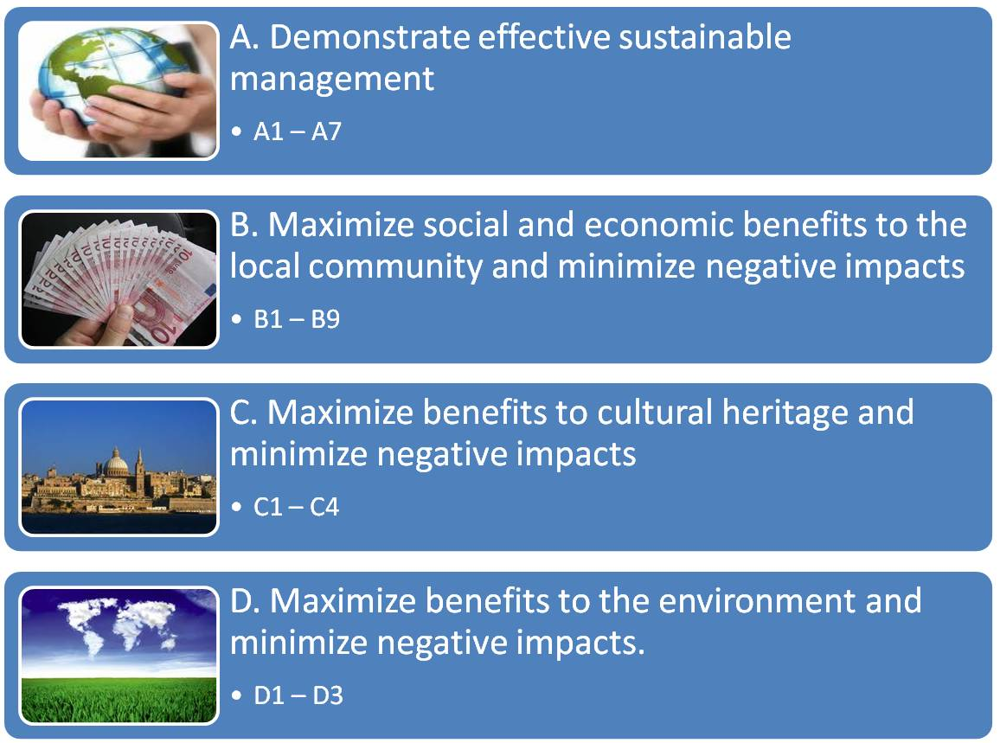 A. Demonstrate effective sustainable
management
• A1 – A7
B. Maximize social and economic benefits to the
local community and minimize negative impacts
• B1 – B9
C. Maximize benefits to cultural heritage and
minimize negative impacts
• C1 – C4
D. Maximize benefits to the environment and
minimize negative impacts.
• D1 – D3